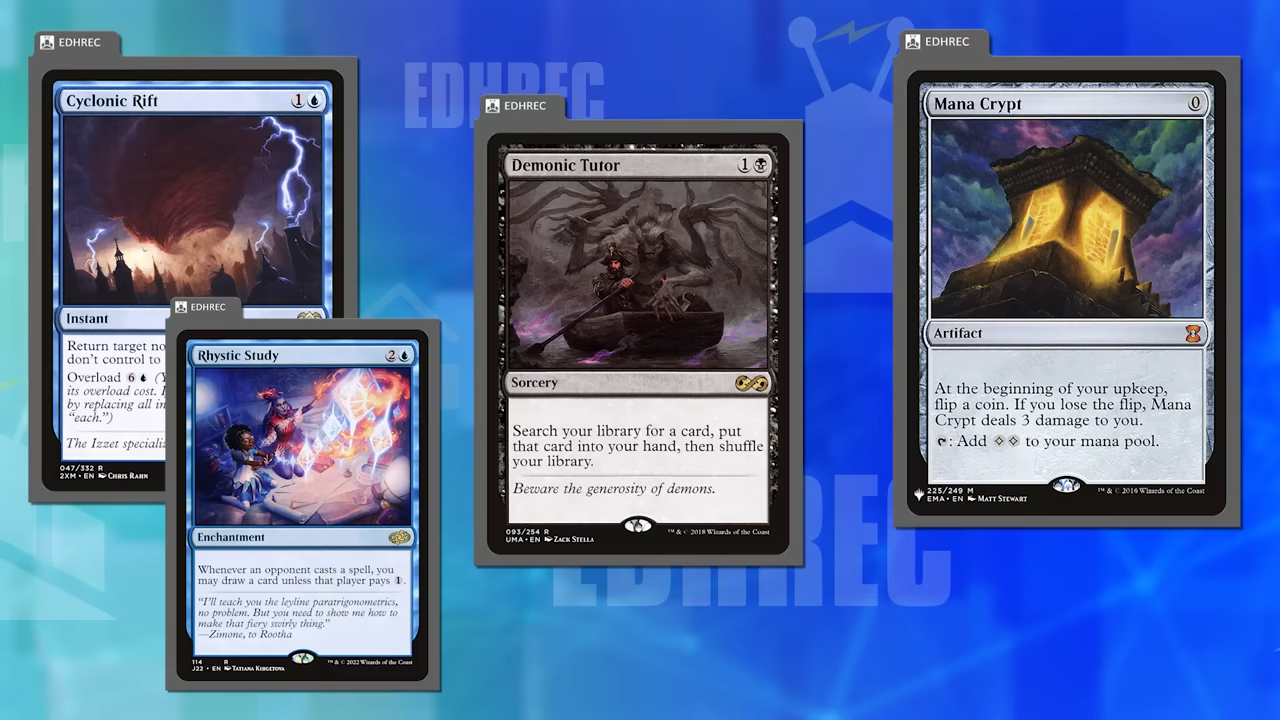 EDHREC
Cyclonic Rift 1
Instant
Return target no
don't control to
Overload 6 (Y
its overload cost. I
by replacing all in
"each.")
The Izzet speciali
047/332 R
2XM • EN Chris Rahn
EDHREC
Rhystic Study 2
Enchantment
Whenever an opponent casts a spell, you
may draw a card unless that player pays 1.
"I'll teach you the leyline paratrigonometrics,
no problem. But you need to show me how to
make that fiery swirly thing."
—Zimone, to Rootha
114 R
J22 • EN Tatiana Kirgetova
™ & © 2022 Wizards of the Coast
EDHREC
EDHREC
Demonic Tutor 1
Sorcery
Search your library for a card, put
that card into your hand, then shuffle
your library.
Beware the generosity of demons.
093/254 R
UMA • EN Zack Stella
™ & © 2018 Wizards of the Coast
EDHREC
EDHREC
Mana Crypt 0
Artifact
At the beginning of your upkeep,
flip a coin. If you lose the flip, Mana
Crypt deals 3 damage to you.
: Add to your mana pool.
225/249 M
EMA • EN Matt Stewart
™ & © 2016 Wizards of the Coast